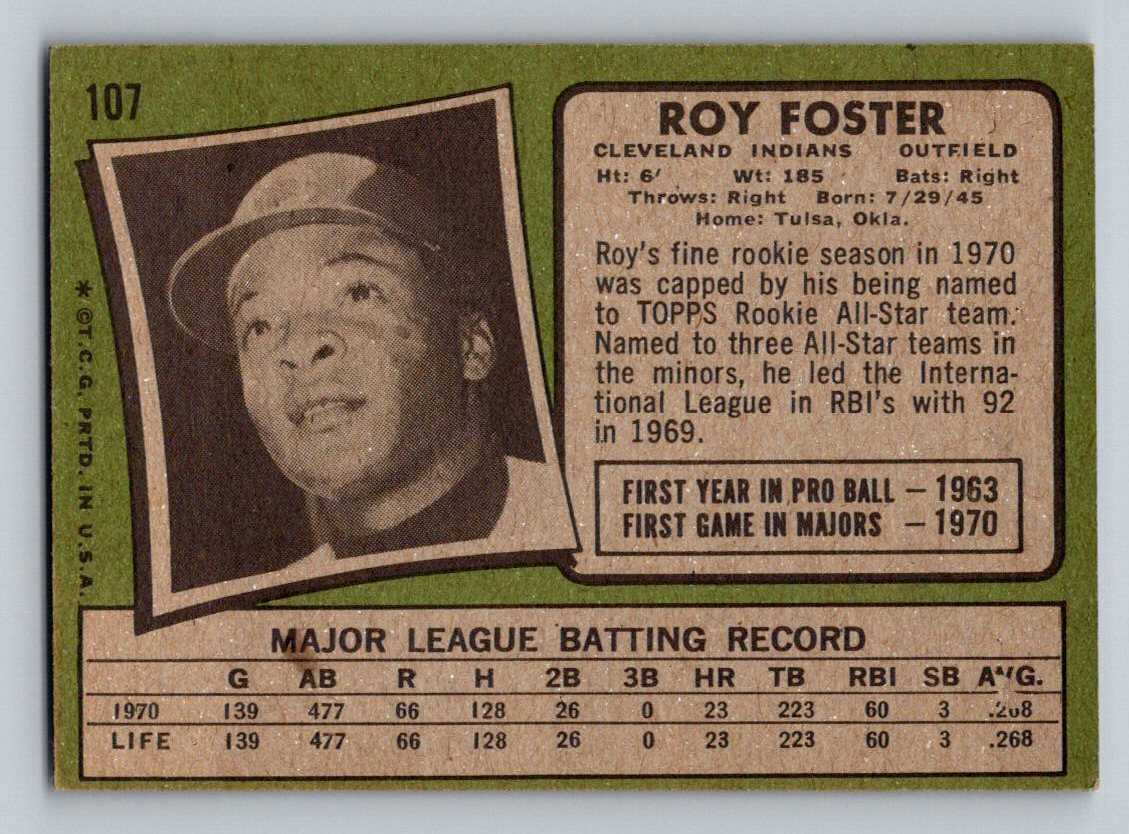 107
ROY FOSTER
CLEVELAND INDIANS OUTFIELD
Ht: 6' Wt: 185 Bats: Right
Throws: Right Born: 7/29/45
Home: Tulsa, Okla.
Roy's fine rookie season in 1970
was capped by his being named
to TOPPS Rookie All-Star team.
Named to three All-Star teams in
the minors, he led the Interna-
tional League in RBI's with 92
in 1969.
FIRST YEAR IN PRO BALL – 1963
FIRST GAME IN MAJORS – 1970
*©T.C.G. PRTD. IN U.S.A.
MAJOR LEAGUE BATTING RECORD
G AB R H 2B 3B HR TB RBI SB AVG.
1970 139 477 66 128 26 0 23 223 60 3 .268
LIFE 139 477 66 128 26 0 23 223 60 3 .268